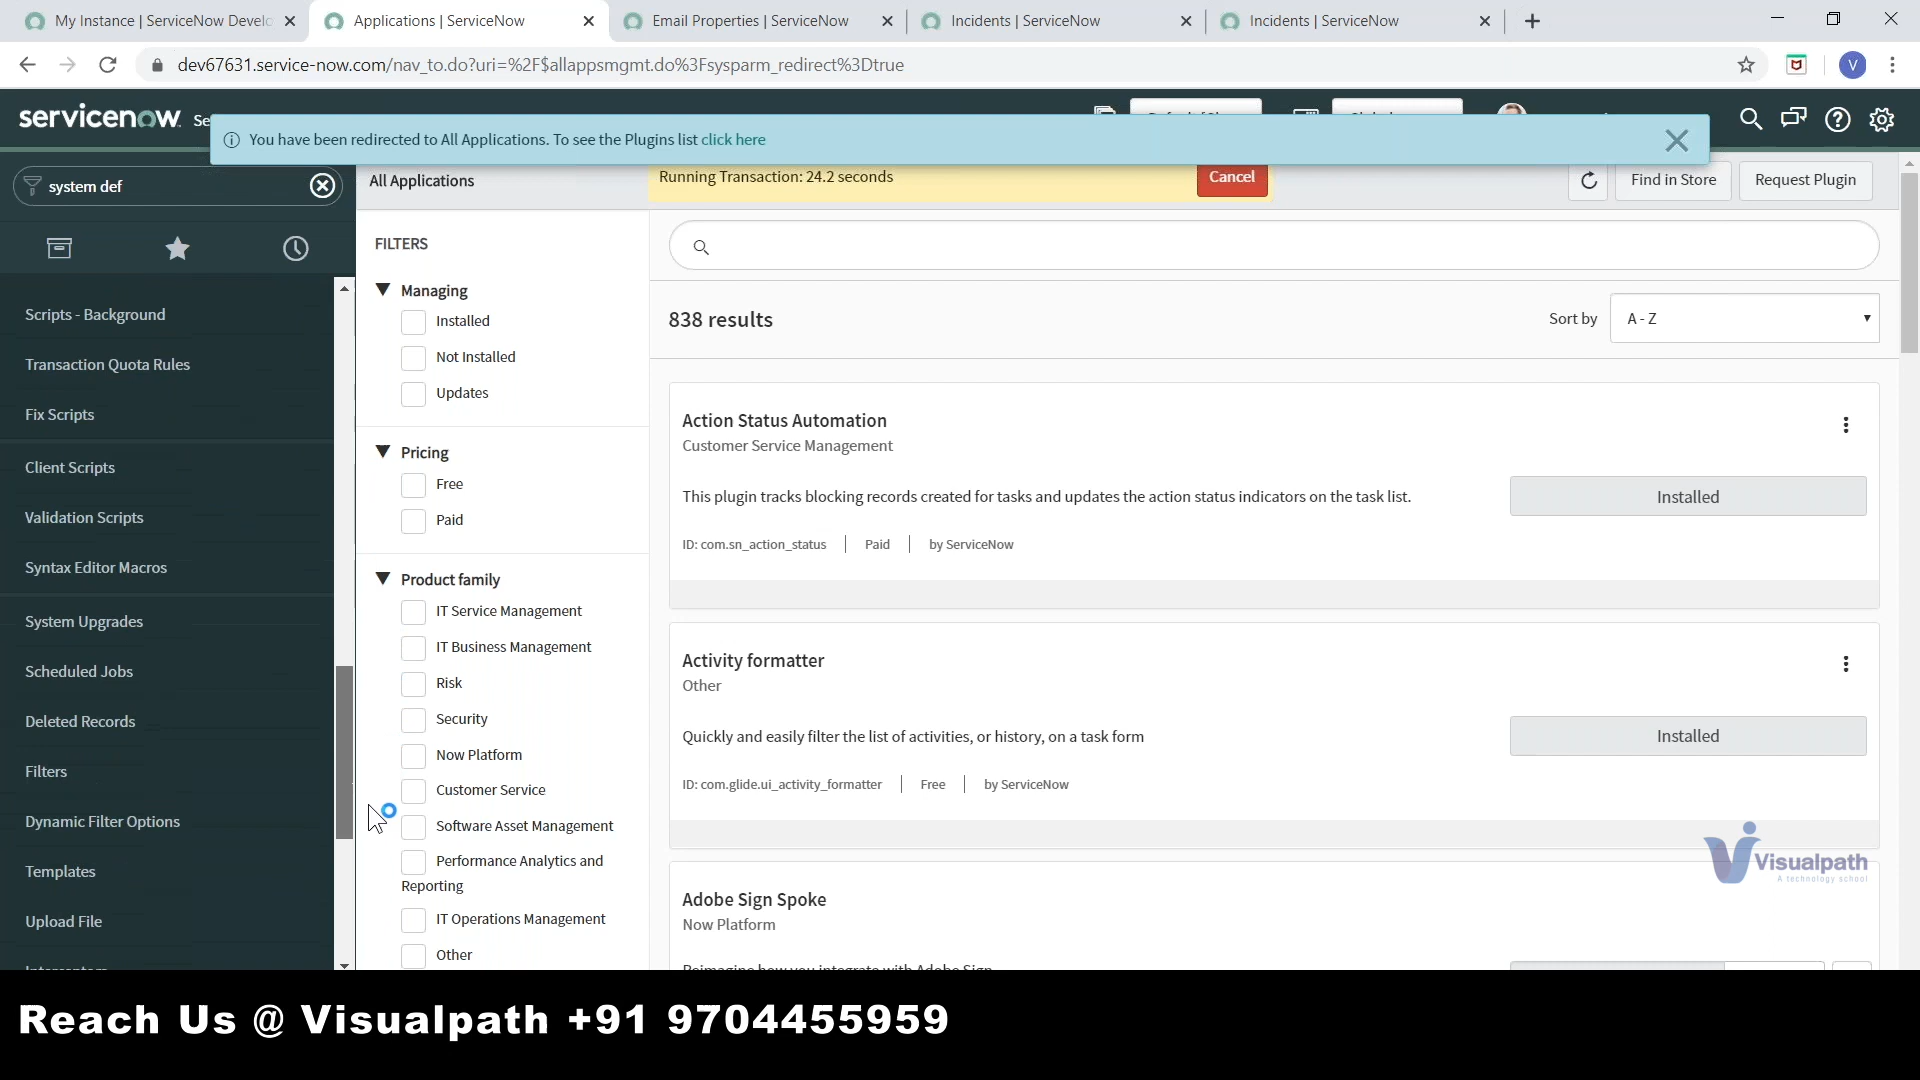 My Instance | ServiceNow Develo
Applications | ServiceNow
Email Properties | ServiceNow
Incidents | ServiceNow
Incidents | ServiceNow
dev67631.service-now.com/nav_to.do?uri=%2F$allappsmgmt.do%3Fsysparm_redirect%3Dtrue
V
servicenow Se
You have been redirected to All Applications. To see the Plugins list click here
system def
All Applications
Running Transaction: 24.2 seconds
Cancel
Find in Store
Request Plugin
Scripts - Background
Transaction Quota Rules
Fix Scripts
Client Scripts
Validation Scripts
Syntax Editor Macros
System Upgrades
Scheduled Jobs
Deleted Records
Filters
Dynamic Filter Options
Templates
Upload File
FILTERS
Managing
Installed
Not Installed
Updates
Pricing
Free
Paid
Product family
IT Service Management
IT Business Management
Risk
Security
Now Platform
Customer Service
Software Asset Management
Performance Analytics and
Reporting
IT Operations Management
Other
838 results
Sort by
A - Z
Action Status Automation
Customer Service Management
This plugin tracks blocking records created for tasks and updates the action status indicators on the task list.
Installed
ID: com.sn_action_status
Paid
by ServiceNow
Activity formatter
Other
Quickly and easily filter the list of activities, or history, on a task form
Installed
ID: com.glide.ui_activity_formatter
Free
by ServiceNow
Adobe Sign Spoke
Now Platform
Visualpath
A technology school
Reach Us @ Visualpath +91 9704455959